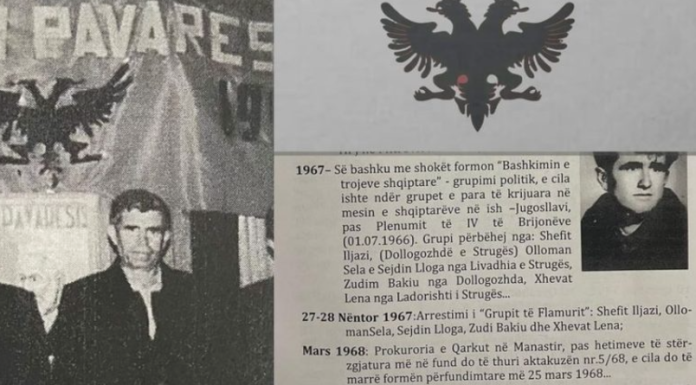 PAVARES
19
DAVADESIS
1967– Së bashku me shokët formon "Bashkimin e
trojeve shqiptare" - grupimi politik, e cila
ishte ndër grupet e para të krijuara në
mesin e shqiptarëve në ish –Jugosllavi,
pas Plenumit të IV të Brijonëve
(01.07.1966). Grupi përbëhej nga: Shefit
Iljazi, (Dollogozhdë e Strugës) Olloman
Sela e Sejdin Lloga nga Livadhia e Strugës,
Zudim Bakiu nga Dollogozhda, Xhevat
Lena nga Ladorishti i Strugës...
27-28 Nëntor 1967:Arrestimi i "Grupit të Flamurit": Shefit Iljazi, Ollo-
manSela, Sejdin Lloga, Zudi Bakiu dhe Xhevat Lena;
Mars 1968: Prokuroria e Qarkut në Manastir, pas hetimeve të stër-
zgjatura më në fund do të thuri aktakuzën nr.5/68, e cila do të
marrë formën përfundimtare më 25 mars 1968...